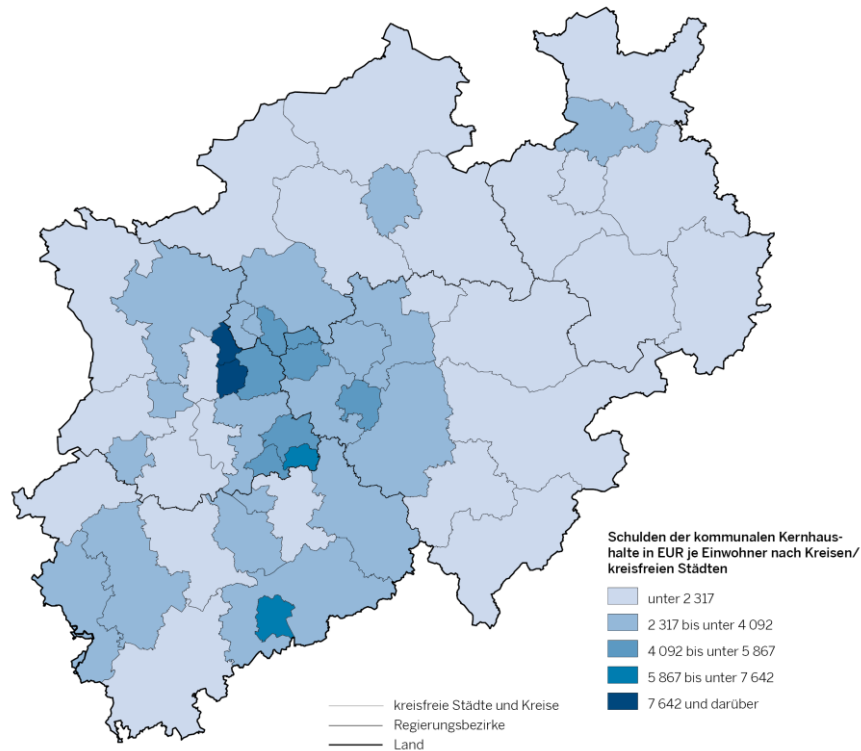 Schulden der kommunalen Kernhaus-
halte in EUR je Einwohner nach Kreisen/
kreisfreien Städten
unter 2 317
2 317 bis unter 4 092
4 092 bis unter 5 867
5 867 bis unter 7 642
7 642 und darüber
kreisfreie Städte und Kreise
Regierungsbezirke
Land